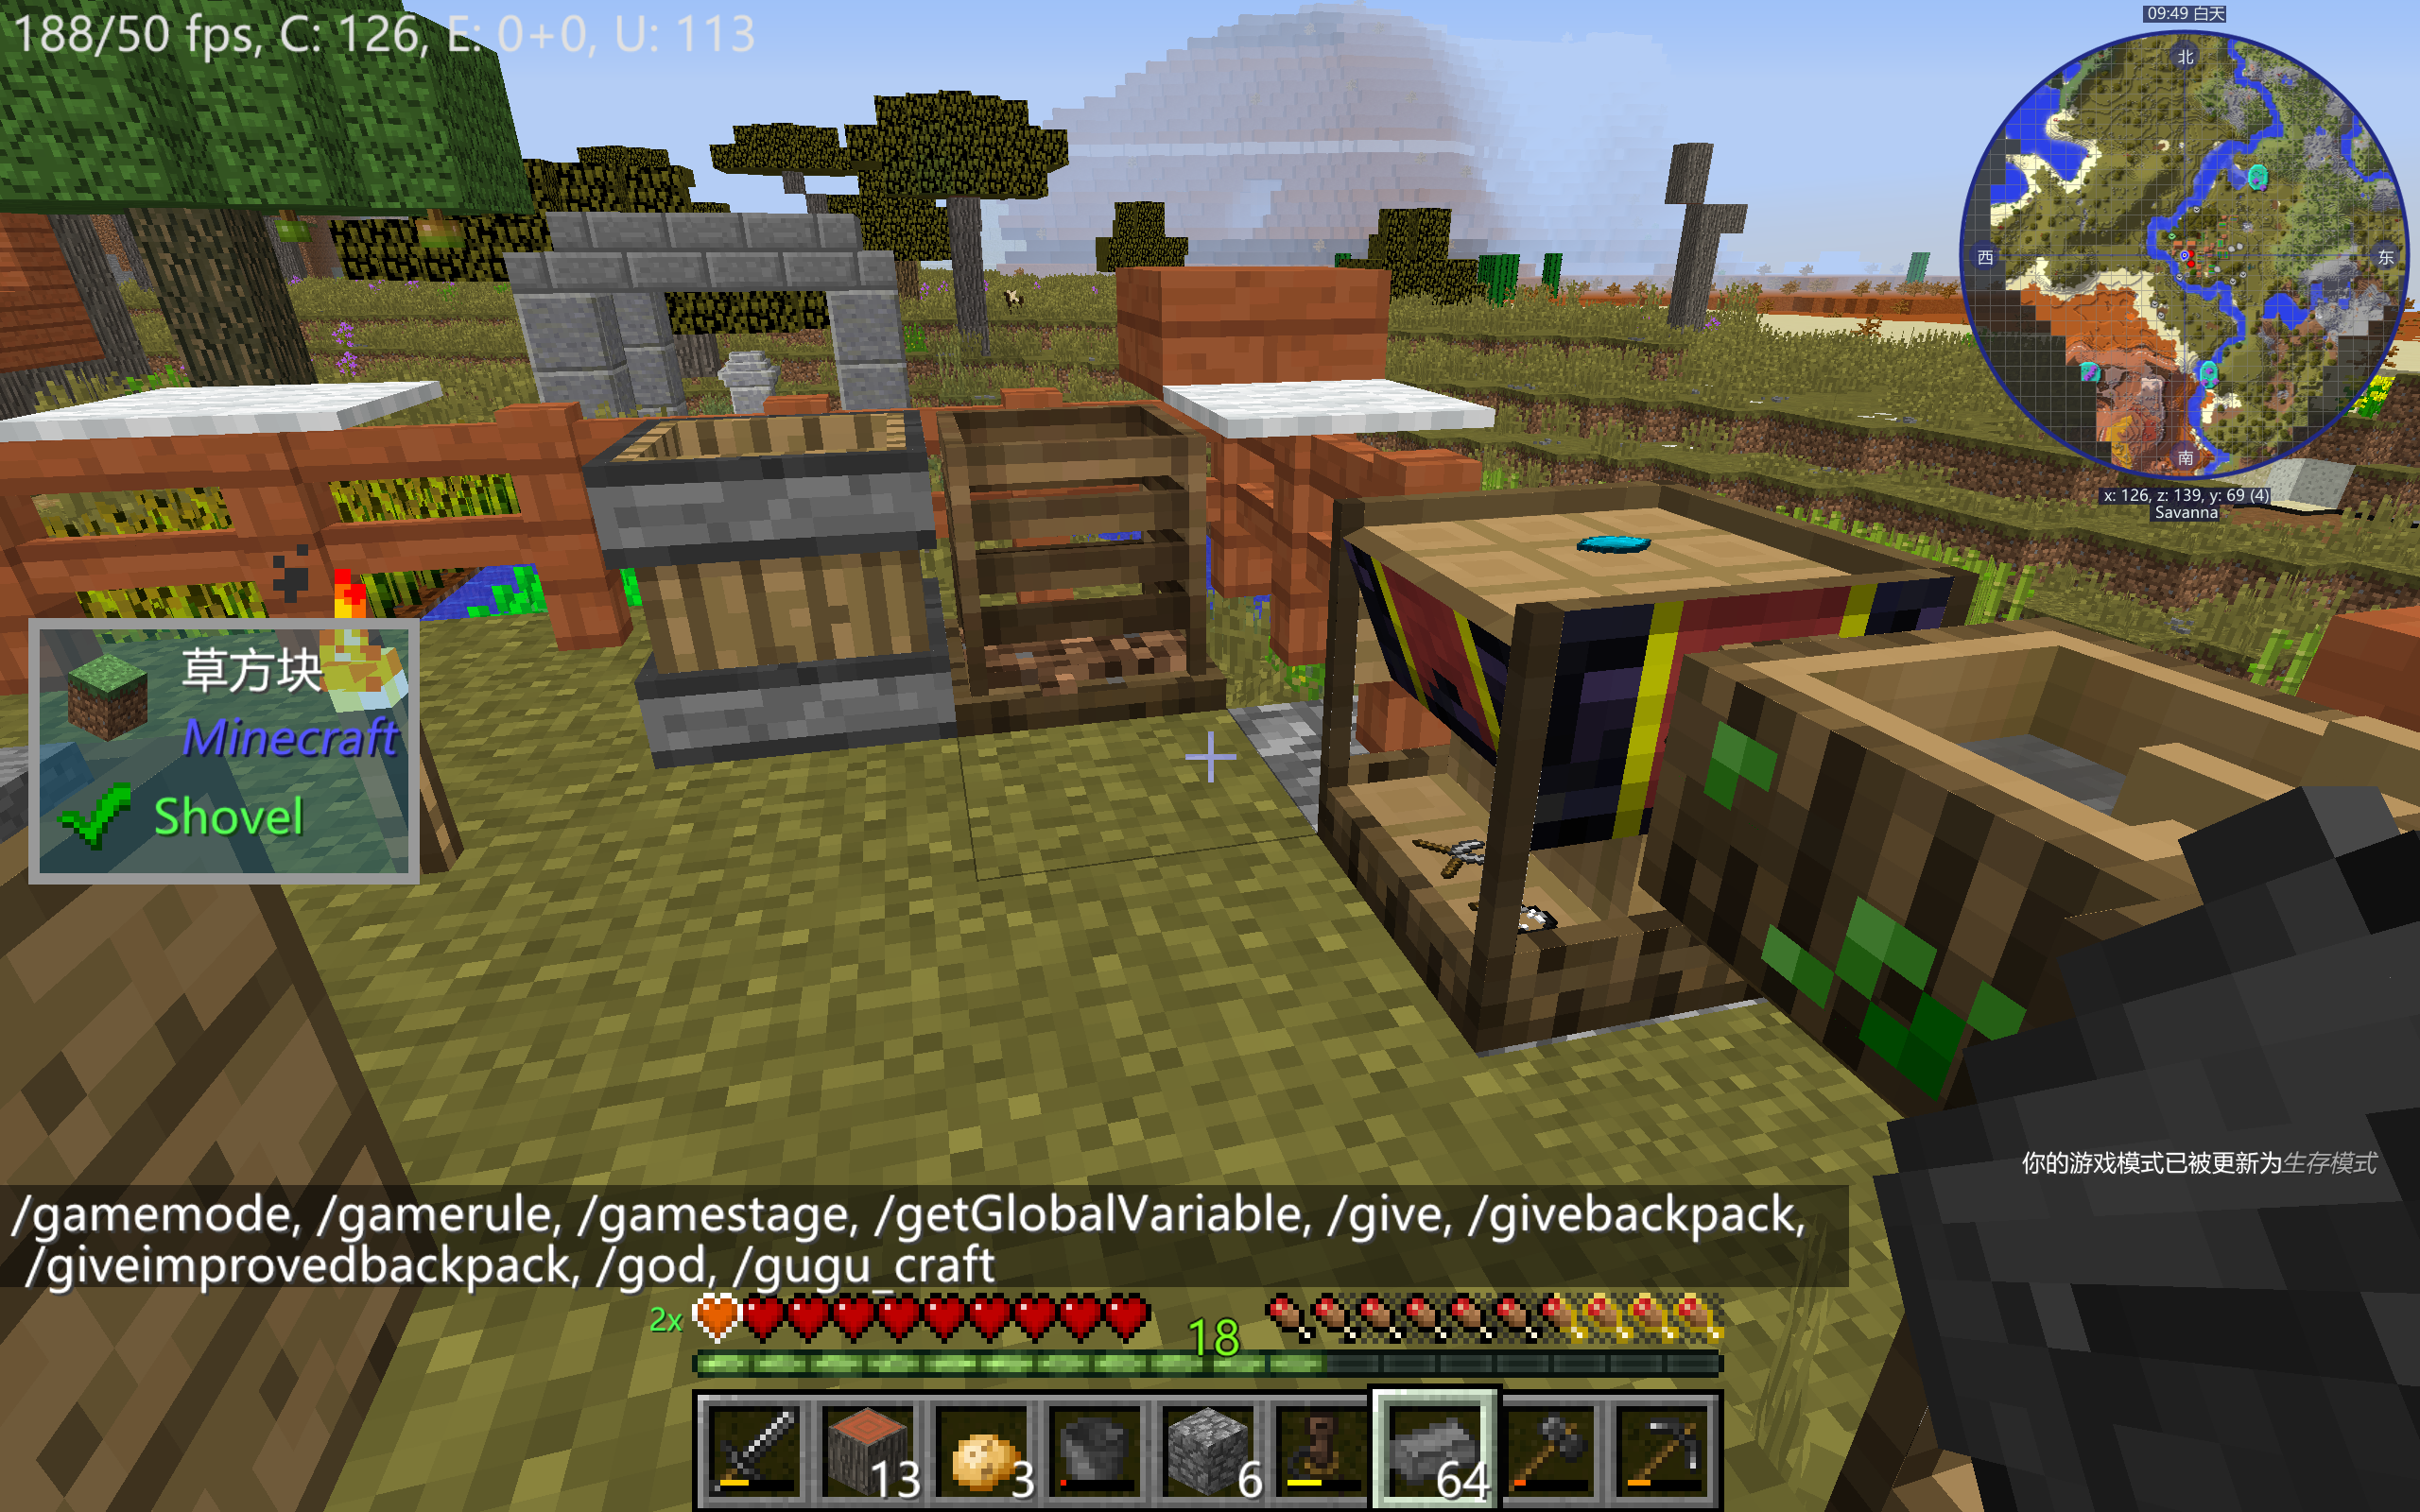 188/50 fps, C: 126, E: 0+0, U: 113
09:49 白天
北
西
东
南
x: 126, z: 139, y: 69 (4)
Savanna
草方块
Minecraft
Shovel
你的游戏模式已被更新为生存模式
/gamemode, /gamerule, /gamestage, /getGlobalVariable, /give, /givebackpack,
/giveimprovedbackpack, /god, /gugu_craft
2x
18
13
3
6
64